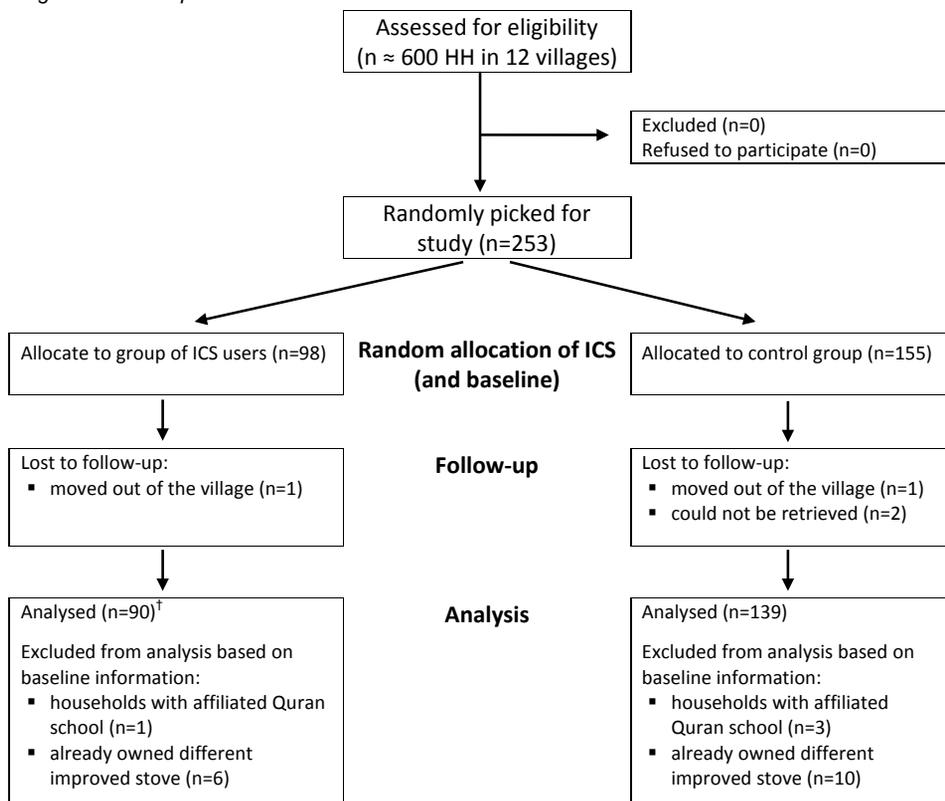 Assessed for eligibility
(n ≈ 600 HH in 12 villages)
Excluded (n=0)
Refused to participate (n=0)
Randomly picked for
study (n=253)
Allocate to group of ICS users (n=98)
Random allocation of ICS
(and baseline)
Allocated to control group (n=155)
Lost to follow-up:
▪ moved out of the village (n=1)
Follow-up
Lost to follow-up:
▪ moved out of the village (n=1)
▪ could not be retrieved (n=2)
Analysed (n=90)†
Excluded from analysis based on
baseline information:
▪ households with affiliated Quran
school (n=1)
▪ already owned different
improved stove (n=6)
Analysis
Analysed (n=139)
Excluded from analysis based on
baseline information:
▪ households with affiliated
Quran school (n=3)
▪ already owned different
improved stove (n=10)